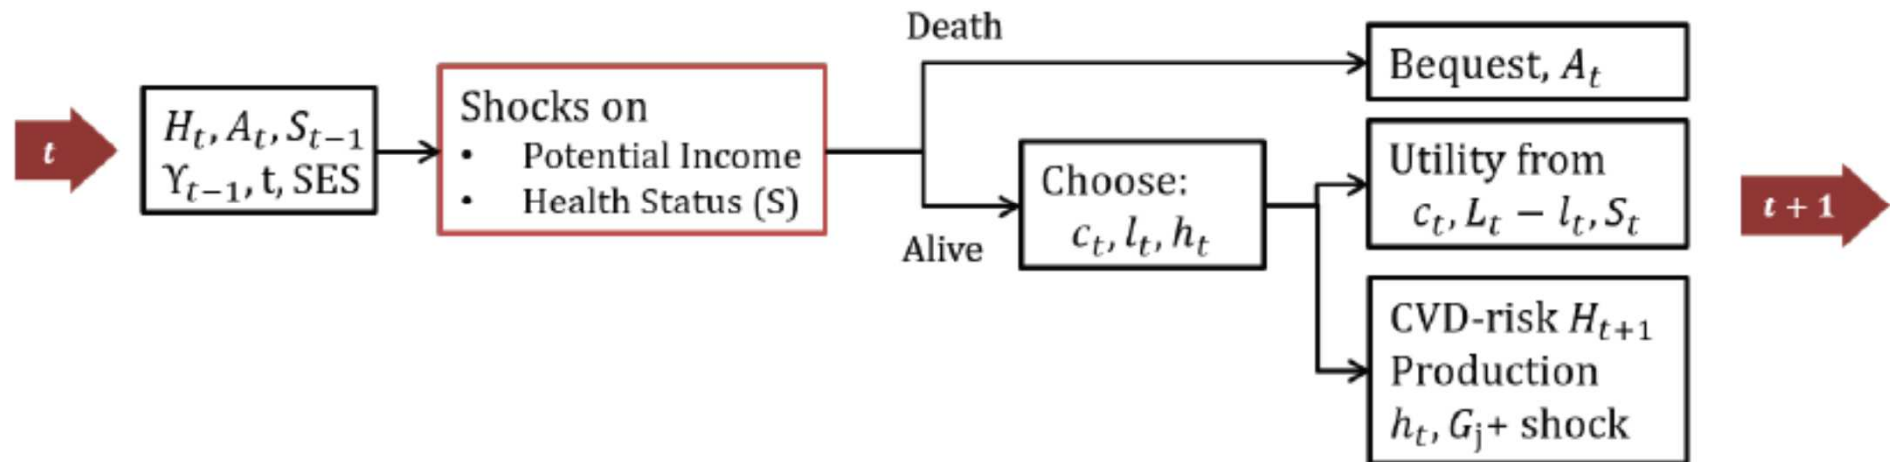 t
H_t, A_t, S_{t−1}
ϒ_{t−1}, t, SES
Shocks on
• Potential Income
• Health Status (S)
Death
Alive
Choose:
c_t, l_t, h_t
Bequest, A_t
Utility from
c_t, L_t − l_t, S_t
CVD-risk H_{t+1}
Production
h_t, G_j+ shock
t + 1